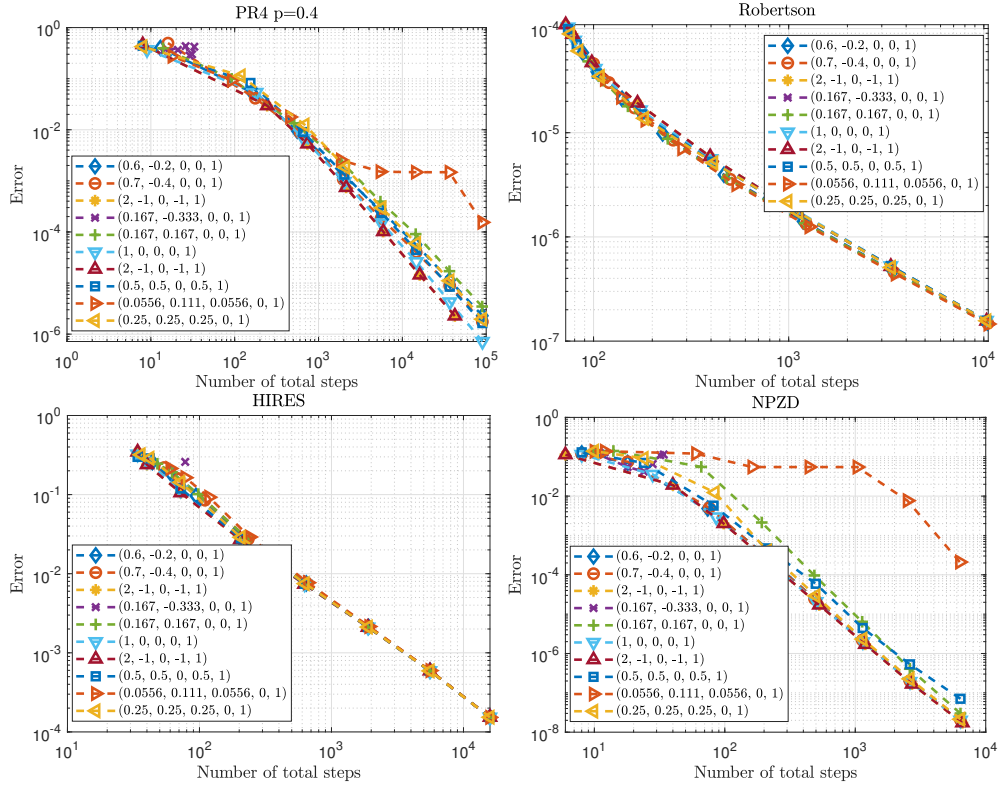 PR4 p=0.4
Error
10^0
10^-2
10^-4
10^-6
(0.6, -0.2, 0, 0, 1)
(0.7, -0.4, 0, 0, 1)
(2, -1, 0, -1, 1)
(0.167, -0.333, 0, 0, 1)
(0.167, 0.167, 0, 0, 1)
(1, 0, 0, 0, 1)
(2, -1, 0, -1, 1)
(0.5, 0.5, 0, 0.5, 1)
(0.0556, 0.111, 0.0556, 0, 1)
(0.25, 0.25, 0.25, 0, 1)
10^0 10^1 10^2 10^3 10^4 10^5
Number of total steps
Robertson
Error
10^-4
10^-5
10^-6
10^-7
(0.6, -0.2, 0, 0, 1)
(0.7, -0.4, 0, 0, 1)
(2, -1, 0, -1, 1)
(0.167, -0.333, 0, 0, 1)
(0.167, 0.167, 0, 0, 1)
(1, 0, 0, 0, 1)
(2, -1, 0, -1, 1)
(0.5, 0.5, 0, 0.5, 1)
(0.0556, 0.111, 0.0556, 0, 1)
(0.25, 0.25, 0.25, 0, 1)
10^2 10^3 10^4
Number of total steps
HIRES
Error
10^0
10^-1
10^-2
10^-3
10^-4
(0.6, -0.2, 0, 0, 1)
(0.7, -0.4, 0, 0, 1)
(2, -1, 0, -1, 1)
(0.167, -0.333, 0, 0, 1)
(0.167, 0.167, 0, 0, 1)
(1, 0, 0, 0, 1)
(2, -1, 0, -1, 1)
(0.5, 0.5, 0, 0.5, 1)
(0.0556, 0.111, 0.0556, 0, 1)
(0.25, 0.25, 0.25, 0, 1)
10^1 10^2 10^3 10^4
Number of total steps
NPZD
Error
10^0
10^-2
10^-4
10^-6
10^-8
(0.6, -0.2, 0, 0, 1)
(0.7, -0.4, 0, 0, 1)
(2, -1, 0, -1, 1)
(0.167, -0.333, 0, 0, 1)
(0.167, 0.167, 0, 0, 1)
(1, 0, 0, 0, 1)
(2, -1, 0, -1, 1)
(0.5, 0.5, 0, 0.5, 1)
(0.0556, 0.111, 0.0556, 0, 1)
(0.25, 0.25, 0.25, 0, 1)
10^1 10^2 10^3 10^4
Number of total steps